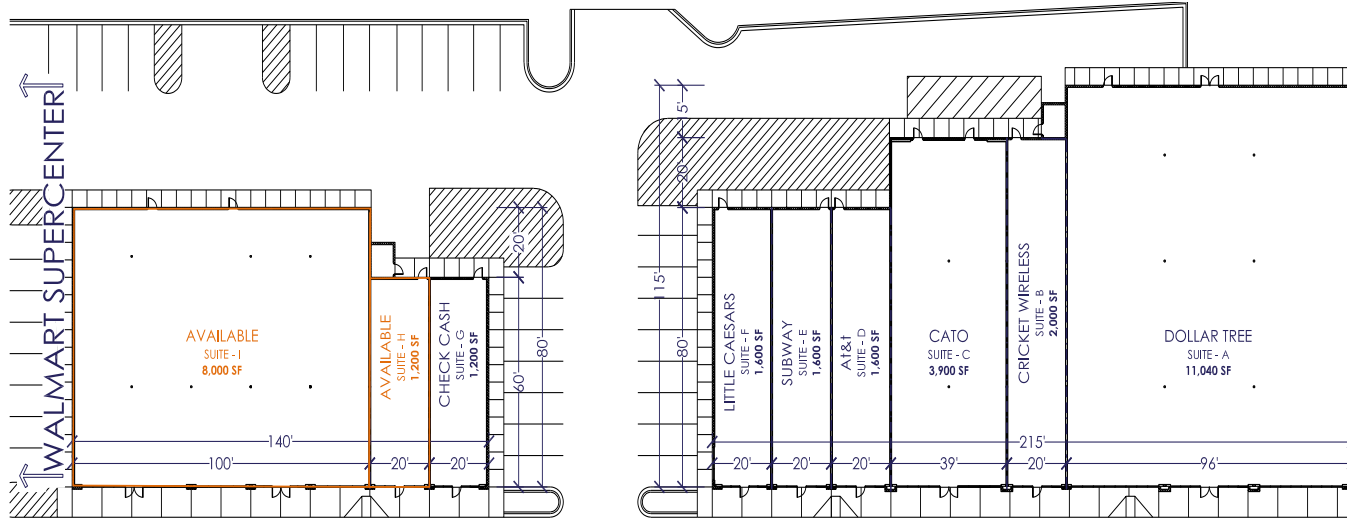 WALMART SUPERCENTER
AVAILABLE
SUITE - I
8,000 SF
AVAILABLE
SUITE - H
1,200 SF
CHECK CASH
SUITE - G
1,200 SF
140'
100'
20'
20'
20'
60'
80'
115'
5'
20'
80'
LITTLE CAESARS
SUITE - F
1,600 SF
SUBWAY
SUITE - E
1,600 SF
At&t
SUITE - D
1,600 SF
CATO
SUITE - C
3,900 SF
CRICKET WIRELESS
SUITE - B
2,000 SF
DOLLAR TREE
SUITE - A
11,040 SF
215'
20'
20'
20'
39'
20'
96'